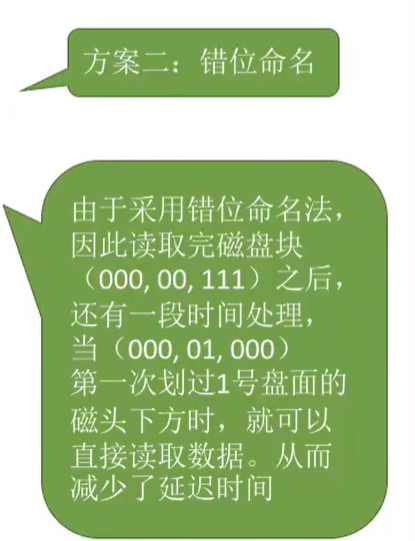 方案二：错位命名
由于采用错位命名法，
因此读取完磁盘块
（000, 00, 111）之后，
还有一段时间处理，
当（000, 01, 000）
第一次划过1号盘面的
磁头下方时，就可以
直接读取数据。从而
减少了延迟时间